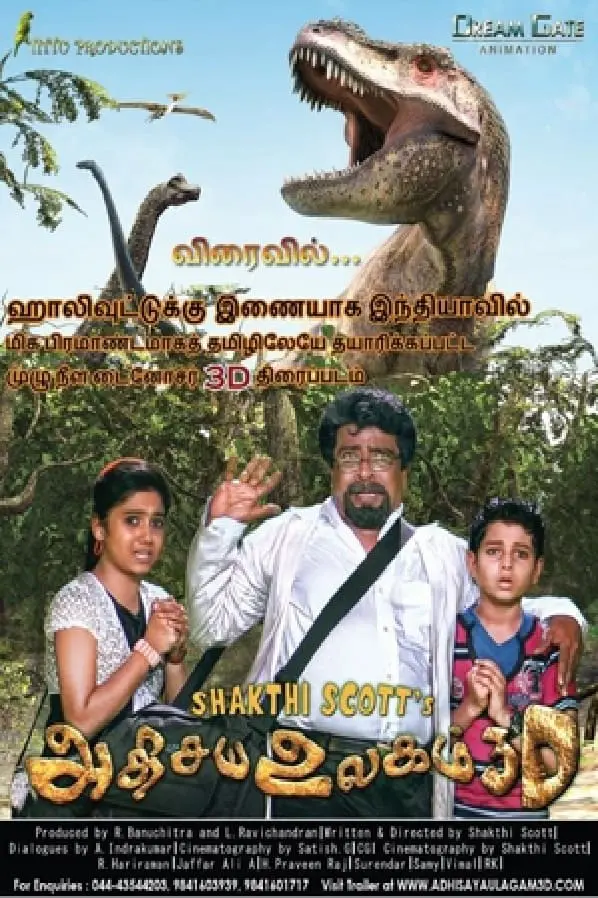 TITTU PRODUCTIONS
DREAM GATE
ANIMATION
விரைவில்...
ஹாலிவுட்டுக்கு இணையாக இந்தியாவில்
மிக பிரமாண்டமாகத் தமிழிலேயே தயாரிக்கப்பட்ட
முழு நீள டைனோசர் 3D திரைப்படம்
SHAKTHI SCOTT's
அதிசய உலகம் 3D
Produced by R.Banuchitra and L.Ravichandran|Written & Directed by Shakthi Scott|
Dialogues by A.Indrakumar|Cinematography by Satish.G|CGI Cinematography by Shakthi Scott|
R.Hariraman|Jaffar Ali A|H.Praveen Raj|Surendar|Samy|Vimal|RK|
For Enquiries : 044-43544203, 9841603939, 9841601717 Visit Trailer at WWW.ADHISAYAULAGAM3D.COM